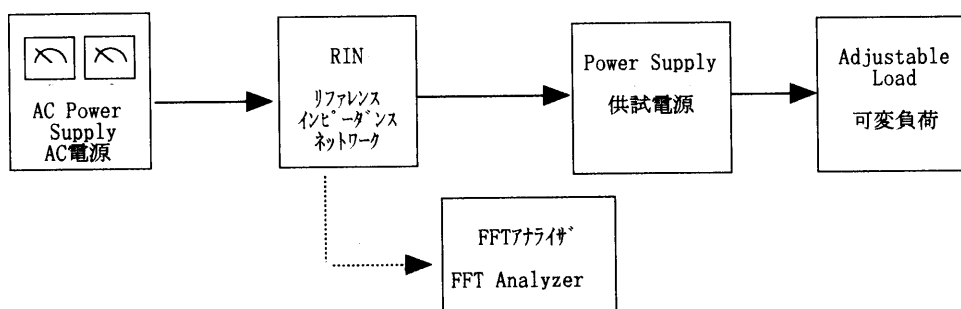 AC Power
Supply
AC電源
RIN
ﾘﾌｧﾚﾝｽ
ｲﾝﾋﾟｰﾀﾞﾝｽ
ﾈｯﾄﾜｰｸ
Power Supply
供試電源
Adjustable
Load
可変負荷
FFTｱﾅﾗｲｻﾞ
FFT Analyzer